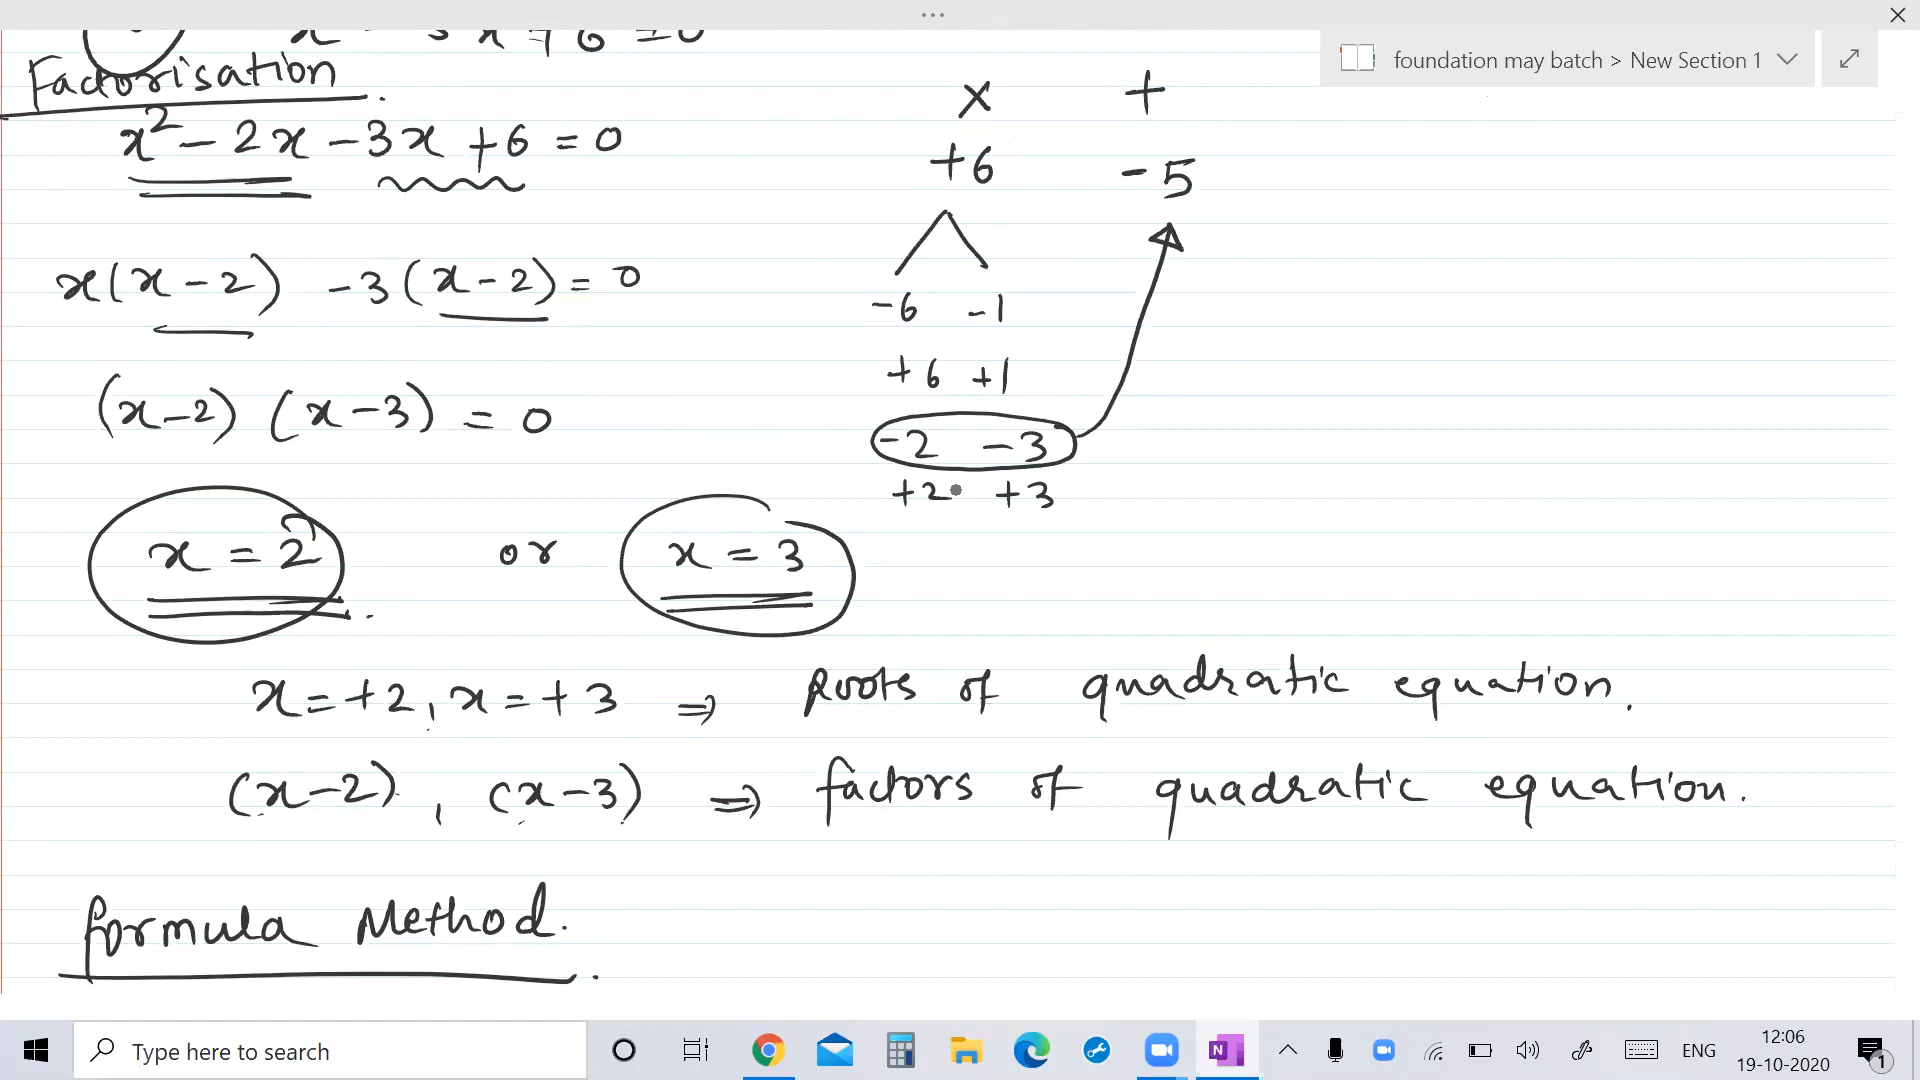 foundation may batch > New Section 1
Factorisation.
x² - 2x - 3x + 6 = 0
x(x-2) -3(x-2) = 0
(x-2) (x-3) = 0
x = 2 or x = 3
× +
+6 -5
-6 -1
+6 +1
-2 -3
+2 +3
x = +2, x = +3 ⇒ Roots of quadratic equation.
(x-2), (x-3) ⇒ factors of quadratic equation.
formula Method.
Type here to search
ENG
12:06
19-10-2020
1